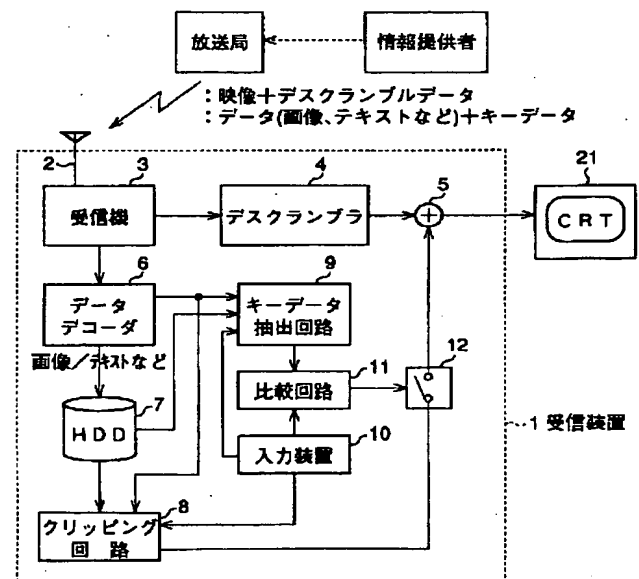 放送局
情報提供者
:映像+デスクランブルデータ
:データ(画像、テキストなど)+キーデータ
2
3
4
5
21
受信機
デスクランブラ
CRT
6
9
データ
デコーダ
キーデータ
抽出回路
画像/テキストなど
11
12
7
比較回路
HDD
1 受信装置
10
入力装置
8
クリッピング
回 路